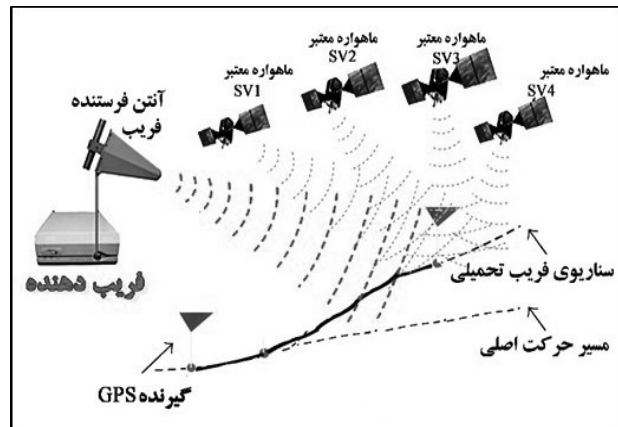 ماهواره معتبر
SV1
ماهواره معتبر
SV2
ماهواره معتبر
SV3
ماهواره معتبر
SV4
آنتن فرستنده
فریب
فریب دهنده
سناریوی فریب تحمیلی
مسیر حرکت اصلی
گیرنده GPS